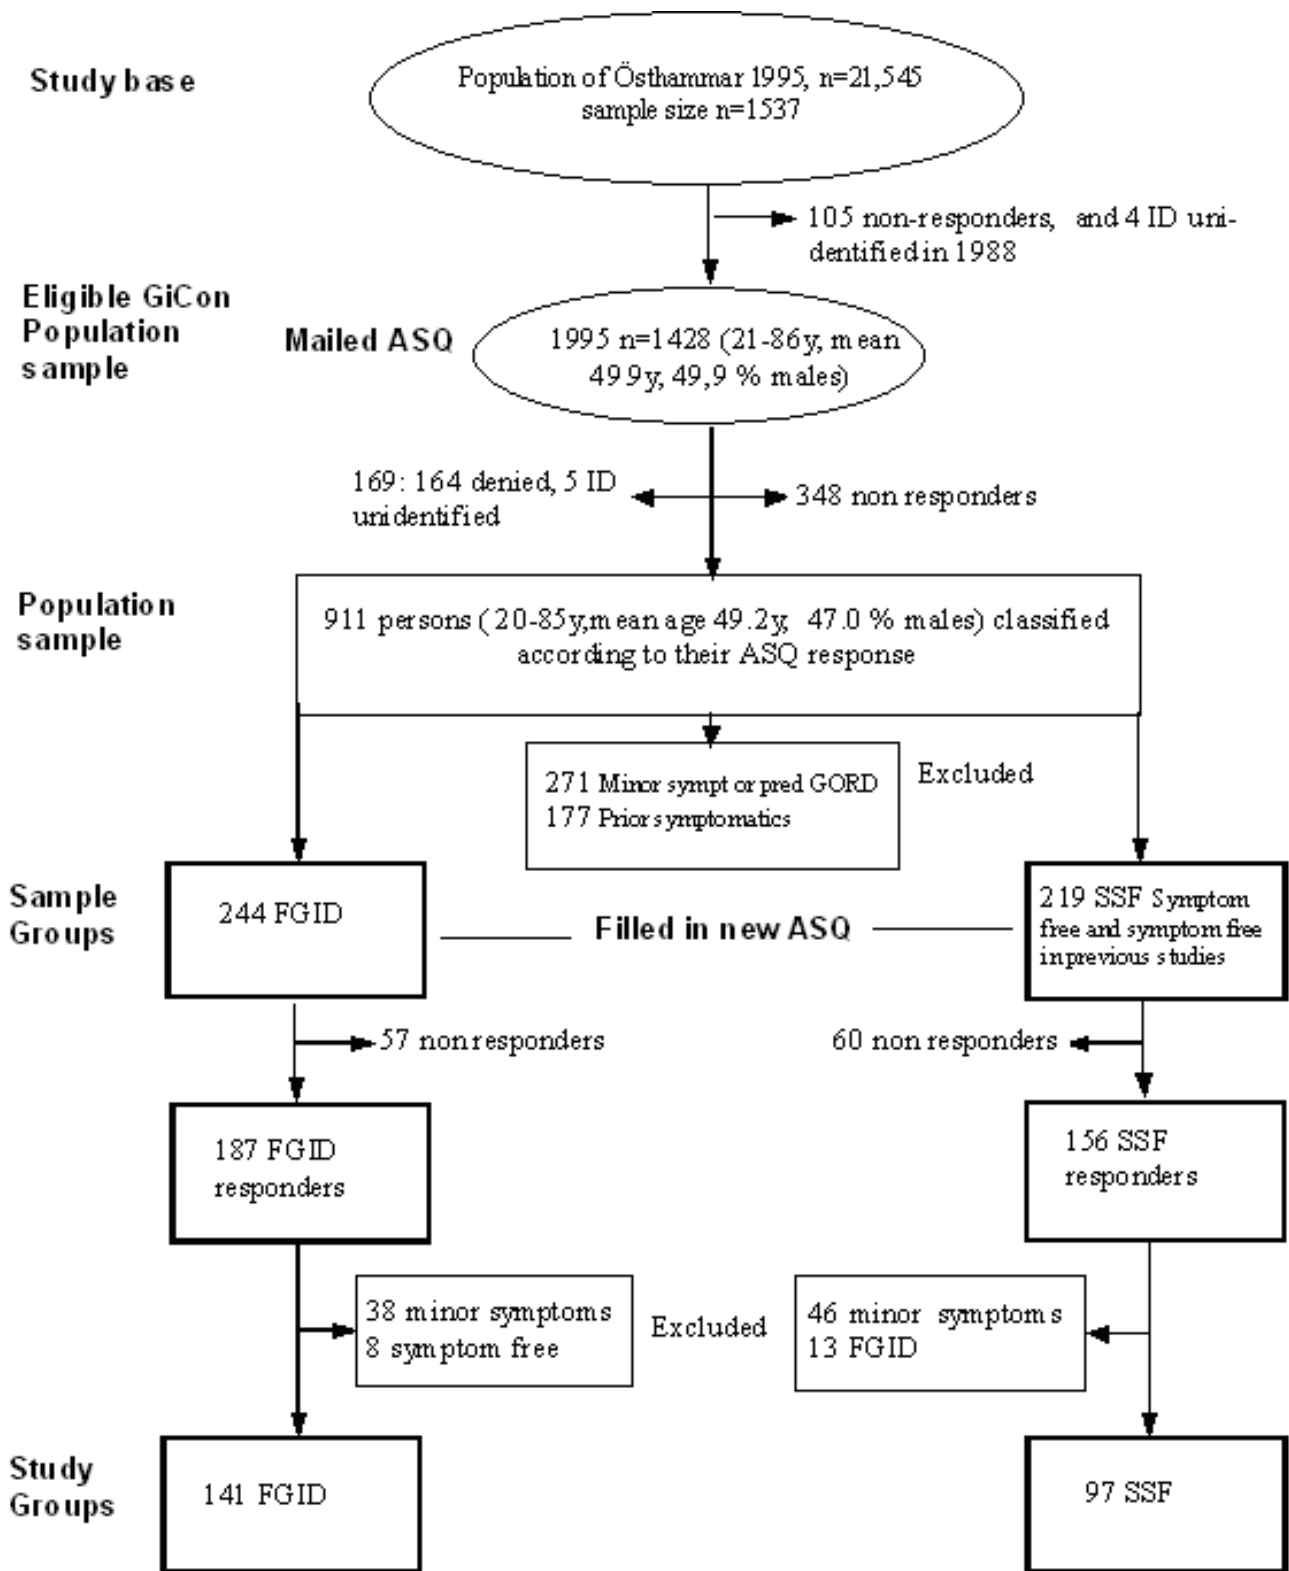 Study base
Population of Östhammar 1995, n=21,545
sample size n=1537
105 non-responders, and 4 ID uni-
dentified in 1988
Eligible GiCon
Population
sample
Mailed ASQ
1995 n=1428 (21-86y, mean
49 9y, 49,9 % males)
169: 164 denied, 5 ID
unidentified
348 non responders
Population
sample
911 persons (20-85y,mean age 49.2y, 47.0 % males) classified
according to their ASQ response
271 Minor sympt or pred GORD
177 Prior symptomatics
Excluded
Sample
Groups
244 FGID
Filled in new ASQ
219 SSF Symptom
free and symptom free
in previous studies
57 non responders
60 non responders
187 FGID
responders
156 SSF
responders
38 minor symptoms
8 symptom free
Excluded
46 minor symptoms
13 FGID
Study
Groups
141 FGID
97 SSF